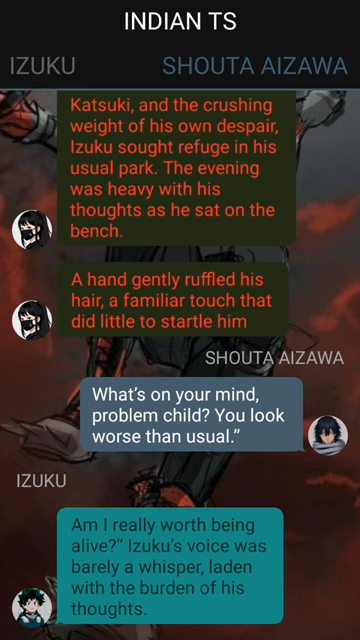 INDIAN TS
IZUKU SHOUTA AIZAWA
Katsuki, and the crushing
weight of his own despair,
Izuku sought refuge in his
usual park. The evening
was heavy with his
thoughts as he sat on the
bench.
A hand gently ruffled his
hair, a familiar touch that
did little to startle him
SHOUTA AIZAWA
What’s on your mind,
problem child? You look
worse than usual.”
IZUKU
Am I really worth being
alive?” Izuku’s voice was
barely a whisper, laden
with the burden of his
thoughts.